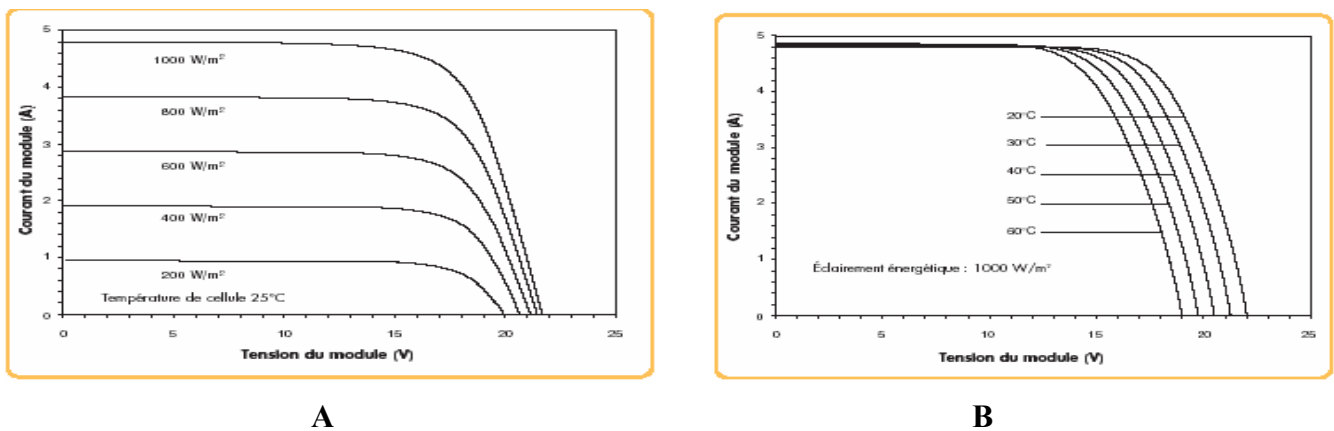 5
4
3
2
1
0
Courant du module (A)
1000 W/m²
800 W/m²
600 W/m²
400 W/m²
200 W/m²
Température de cellule 25°C
0 5 10 15 20 25
Tension du module (V)
A
5
4
3
2
1
0
Courant du module (A)
20°C
30°C
40°C
50°C
60°C
Éclairement énergétique : 1000 W/m²
0 5 10 15 20 25
Tension du module (V)
B